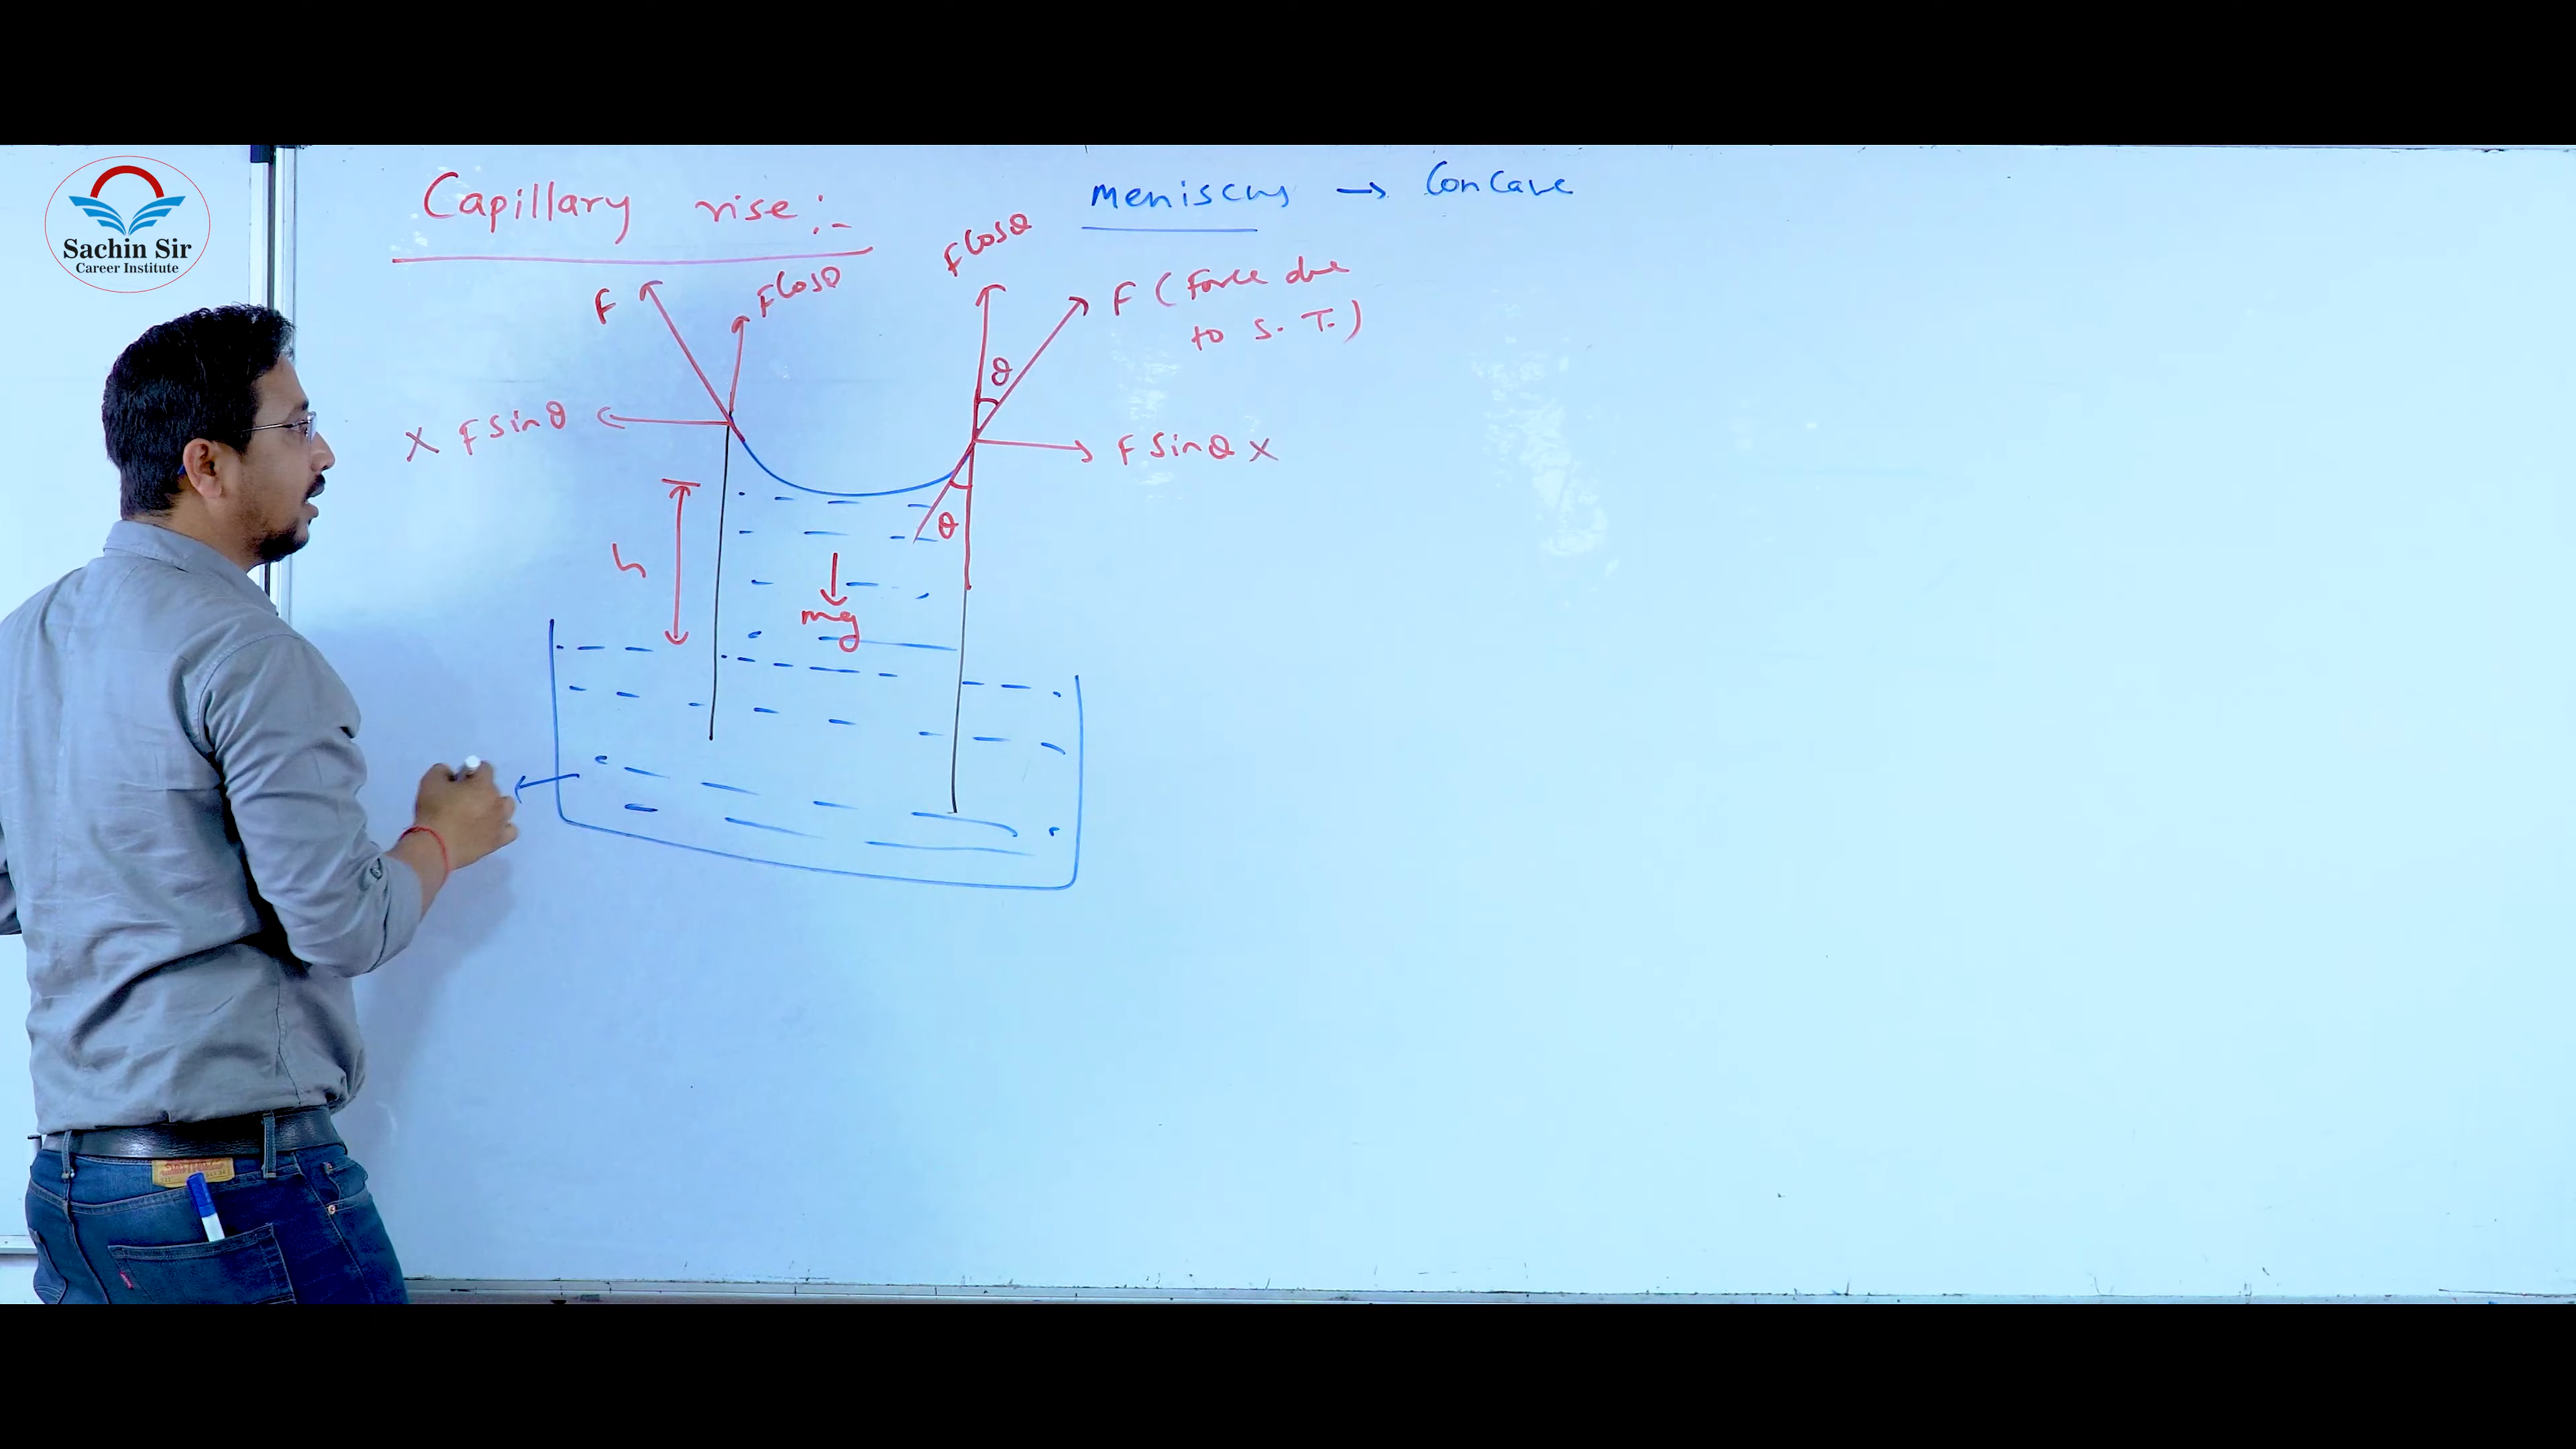 Sachin Sir
Career Institute
Capillary rise :-
Meniscus → Concave
F
F cosθ
F cosθ
F (Force due
to S. T.)
θ
X F sinθ
F sinθ X
θ
h
mg